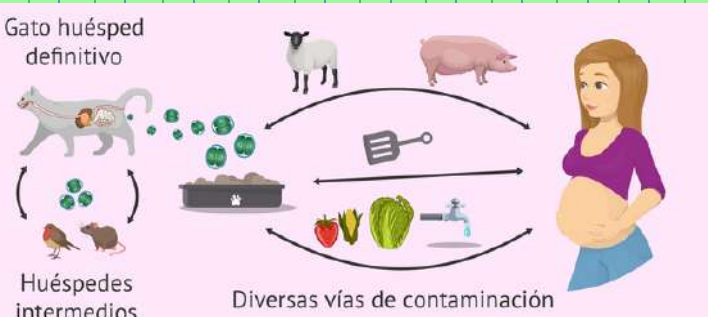 Gato huésped
definitivo
Huéspedes
intermedios
Diversas vías de contaminación